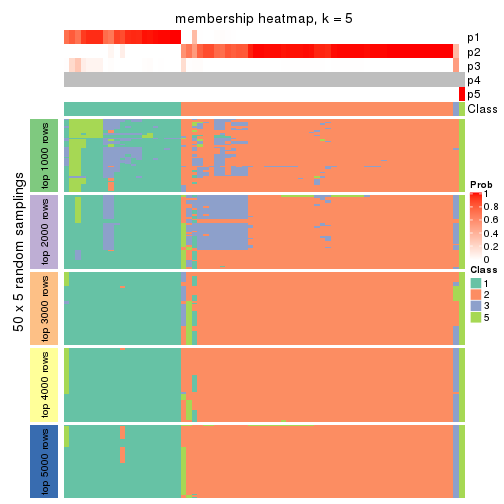 membership heatmap, k = 5
p1
p2
p3
p4
p5
Class
50 x 5 random samplings
top 1000 rows
top 2000 rows
top 3000 rows
top 4000 rows
top 5000 rows
Prob
1
0.8
0.6
0.4
0.2
0
Class
1
2
3
5